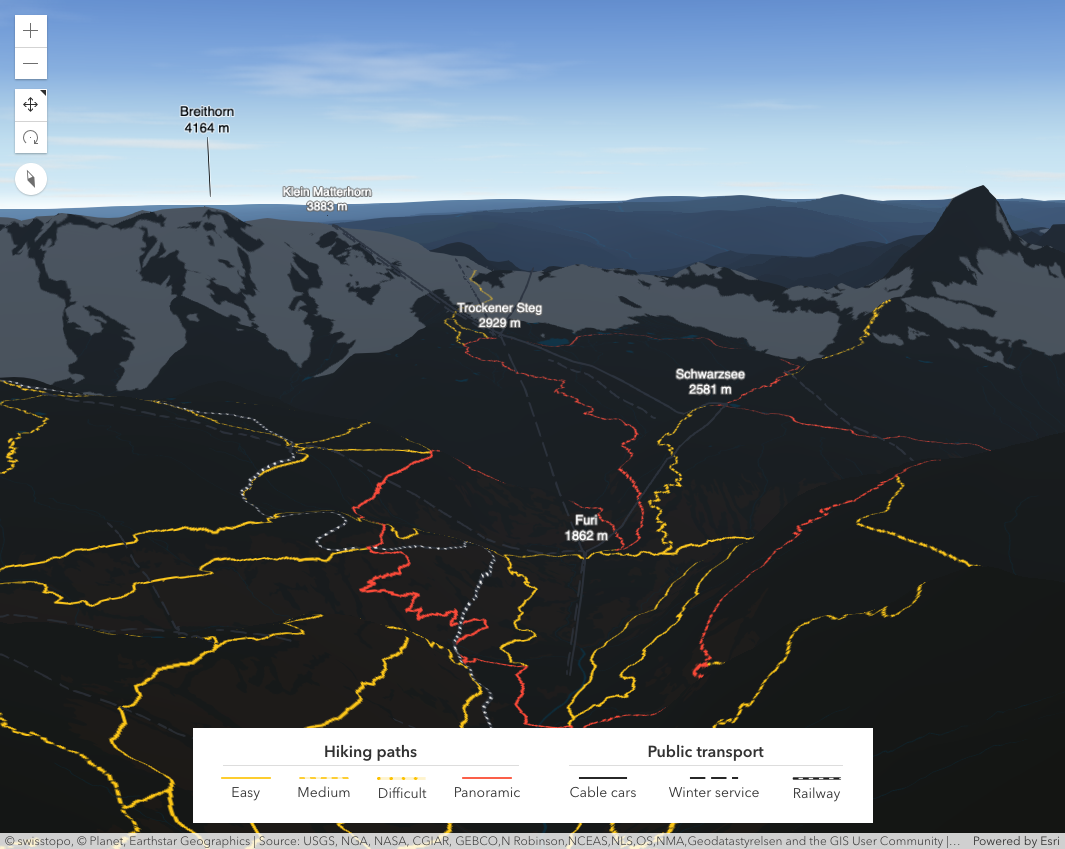 Breithorn
4164 m
Klein Matterhorn
3883 m
Trockener Steg
2929 m
Schwarzsee
2581 m
Furi
1862 m
Hiking paths
Public transport
Easy
Medium
Difficult
Panoramic
Cable cars
Winter service
Railway
© swisstopo, © Planet, Earthstar Geographics | Source: USGS, NGA, NASA, CGIAR, GEBCO,N Robinson,NCEAS,NLS,OS,NMA,Geodatastyrelsen and the GIS User Community |...
Powered by Esri